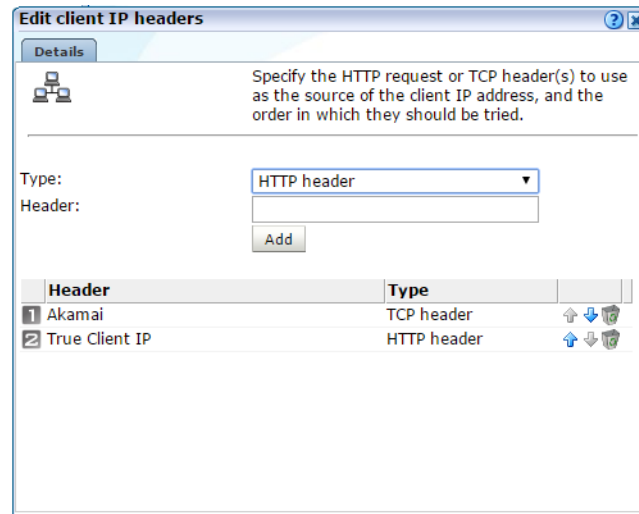 Edit client IP headers
Details
Specify the HTTP request or TCP header(s) to use
as the source of the client IP address, and the
order in which they should be tried.
Type:
HTTP header
Header:
Add
Header Type
1 Akamai TCP header
2 True Client IP HTTP header